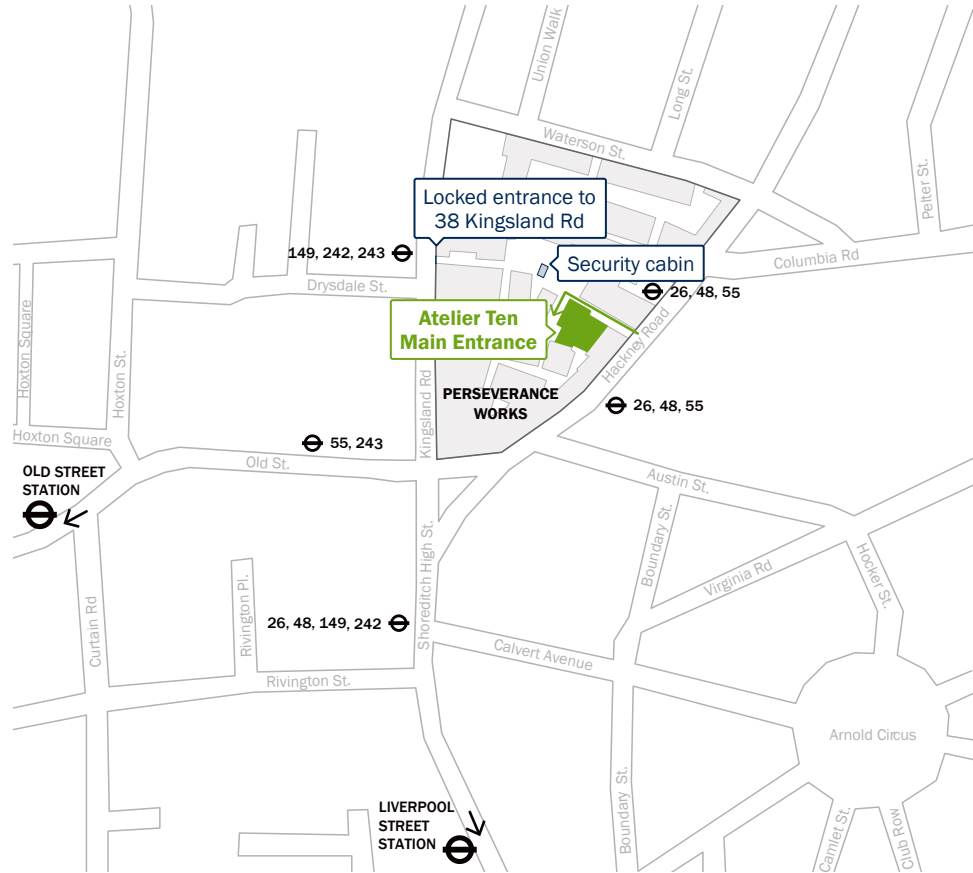 Union Walk
Long St.
Waterson St.
Pelter St.
Locked entrance to
38 Kingsland Rd
149, 242, 243
Security cabin
Columbia Rd
Drysdale St.
26, 48, 55
Atelier Ten
Main Entrance
Hackney Road
Hoxton Square
Hoxton St.
Kingsland Rd
PERSEVERANCE
WORKS
26, 48, 55
Hoxton Square
55, 243
Old St.
OLD STREET
STATION
Austin St.
Shoreditch High St.
Boundary St.
Virginia Rd
Hocker St.
Curtain Rd
Rivington Pl.
26, 48, 149, 242
Calvert Avenue
Rivington St.
Arnold Circus
Boundary St.
LIVERPOOL
STREET
STATION
Camlet St.
Club Row